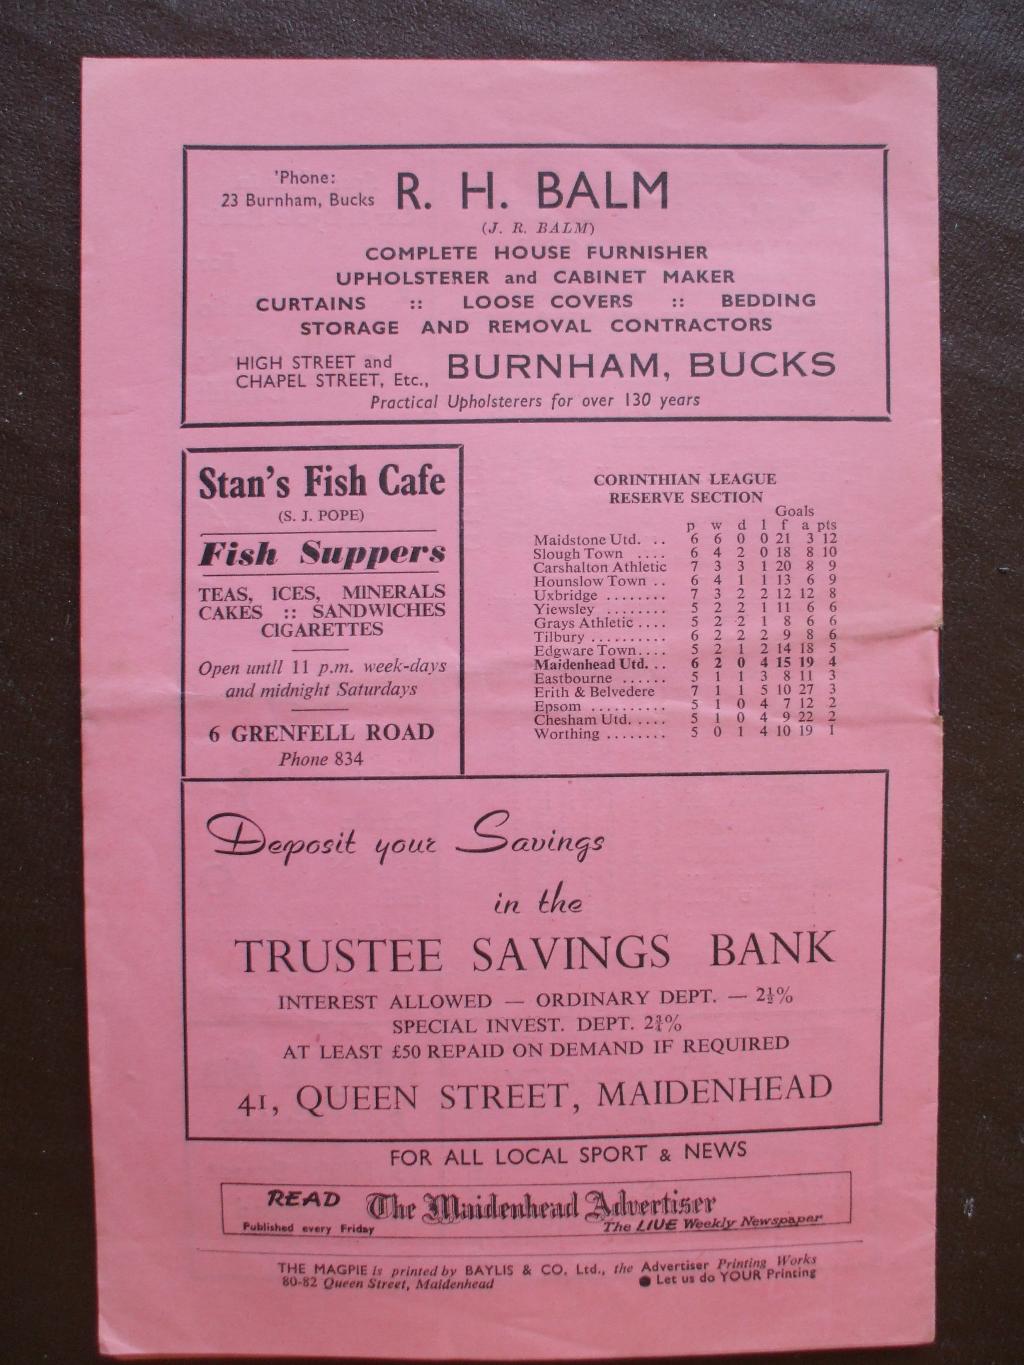 'Phone:
23 Burnham, Bucks
R. H. BALM
(J. R. BALM)
COMPLETE HOUSE FURNISHER
UPHOLSTERER and CABINET MAKER
CURTAINS :: LOOSE COVERS :: BEDDING
STORAGE AND REMOVAL CONTRACTORS
HIGH STREET and
CHAPEL STREET, Etc.,
BURNHAM, BUCKS
Practical Upholsterers for over 130 years
Stan's Fish Cafe
(S. J. POPE)
Fish Suppers
TEAS, ICES, MINERALS
CAKES :: SANDWICHES
CIGARETTES
Open until 11 p.m. week-days
and midnight Saturdays
6 GRENFELL ROAD
Phone 834
CORINTHIAN LEAGUE
RESERVE SECTION
Goals
p w d l f a pts
Maidstone Utd. .. 6 6 0 0 21 3 12
Slough Town .... 6 4 2 0 18 8 10
Carshalton Athletic 7 3 3 1 20 8 9
Hounslow Town .. 6 4 1 1 13 6 9
Uxbridge ........ 7 3 2 2 12 12 8
Yiewsley ........ 5 2 2 1 11 6 6
Grays Athletic .... 5 2 2 1 8 6 6
Tilbury .......... 6 2 2 2 9 8 6
Edgware Town.... 5 2 1 2 14 18 5
Maidenhead Utd. .. 6 2 0 4 15 19 4
Eastbourne ...... 5 1 1 3 8 11 3
Erith & Belvedere 7 1 1 5 10 27 3
Epsom .......... 5 1 0 4 7 12 2
Chesham Utd. .... 5 1 0 4 9 22 2
Worthing ........ 5 0 1 4 10 19 1
Deposit your Savings
in the
TRUSTEE SAVINGS BANK
INTEREST ALLOWED — ORDINARY DEPT. — 2½%
SPECIAL INVEST. DEPT. 2¾%
AT LEAST £50 REPAID ON DEMAND IF REQUIRED
41, QUEEN STREET, MAIDENHEAD
FOR ALL LOCAL SPORT & NEWS
READ The Maidenhead Advertiser
Published every Friday The LIVE Weekly Newspaper
THE MAGPIE is printed by BAYLIS & CO. Ltd., the Advertiser Printing Works
80-82 Queen Street, Maidenhead ● Let us do YOUR Printing